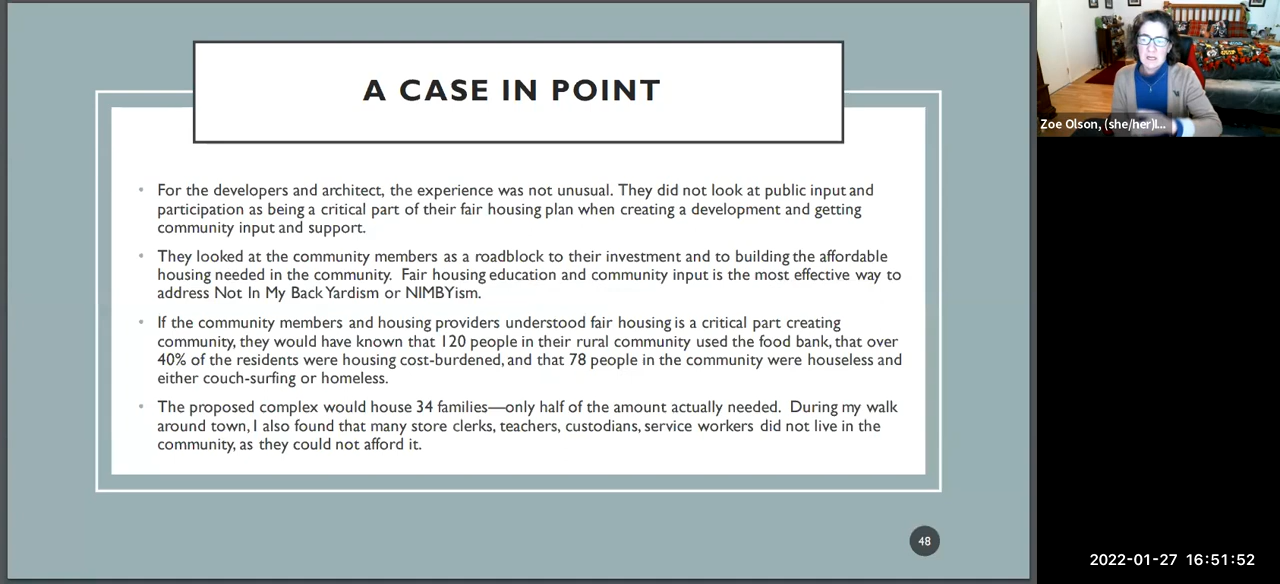 A CASE IN POINT
• For the developers and architect, the experience was not unusual. They did not look at public input and
participation as being a critical part of their fair housing plan when creating a development and getting
community input and support.
• They looked at the community members as a roadblock to their investment and to building the affordable
housing needed in the community.  Fair housing education and community input is the most effective way to
address Not In My Back Yardism or NIMBYism.
• If the community members and housing providers understood fair housing is a critical part creating
community, they would have known that 120 people in their rural community used the food bank, that over
40% of the residents were housing cost-burdened, and that 78 people in the community were houseless and
either couch-surfing or homeless.
• The proposed complex would house 34 families—only half of the amount actually needed.  During my walk
around town, I also found that many store clerks, teachers, custodians, service workers did not live in the
community, as they could not afford it.
48
Zoe Olson, (she/her)I...
2022-01-27 16:51:52